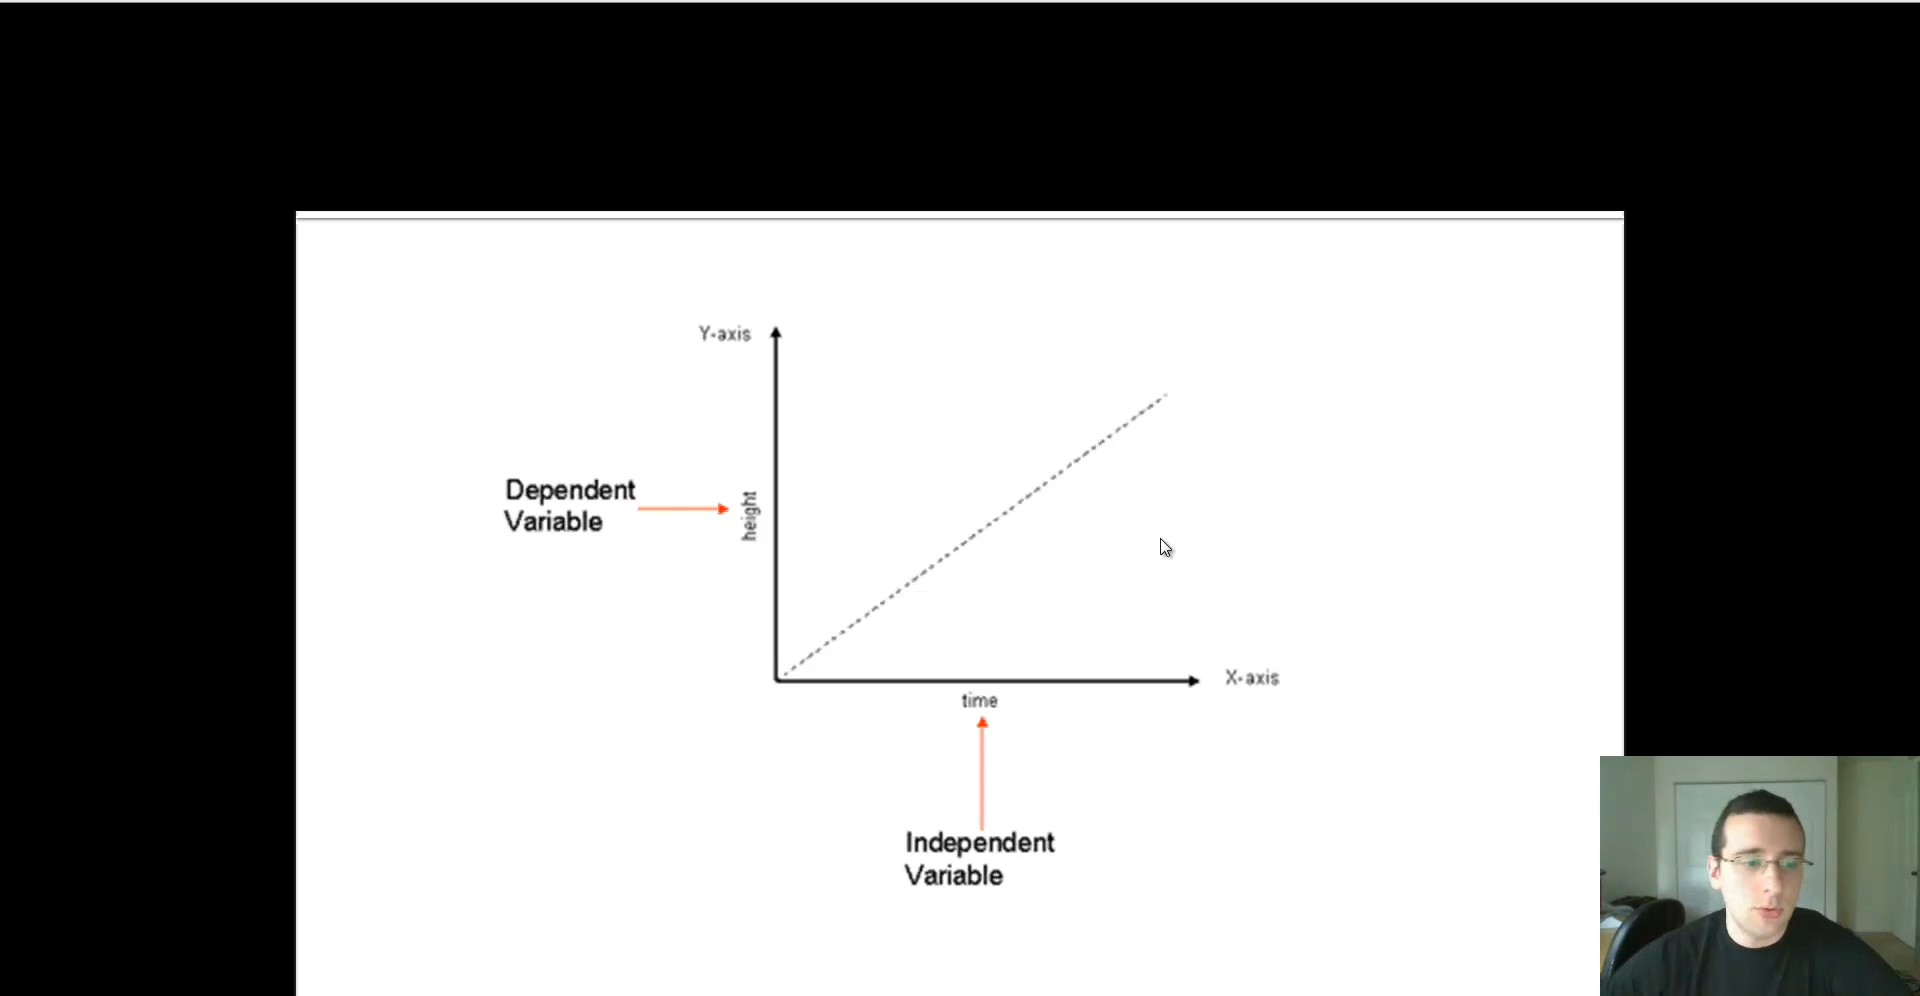 Y-axis
Dependent
Variable
height
X-axis
time
Independent
Variable